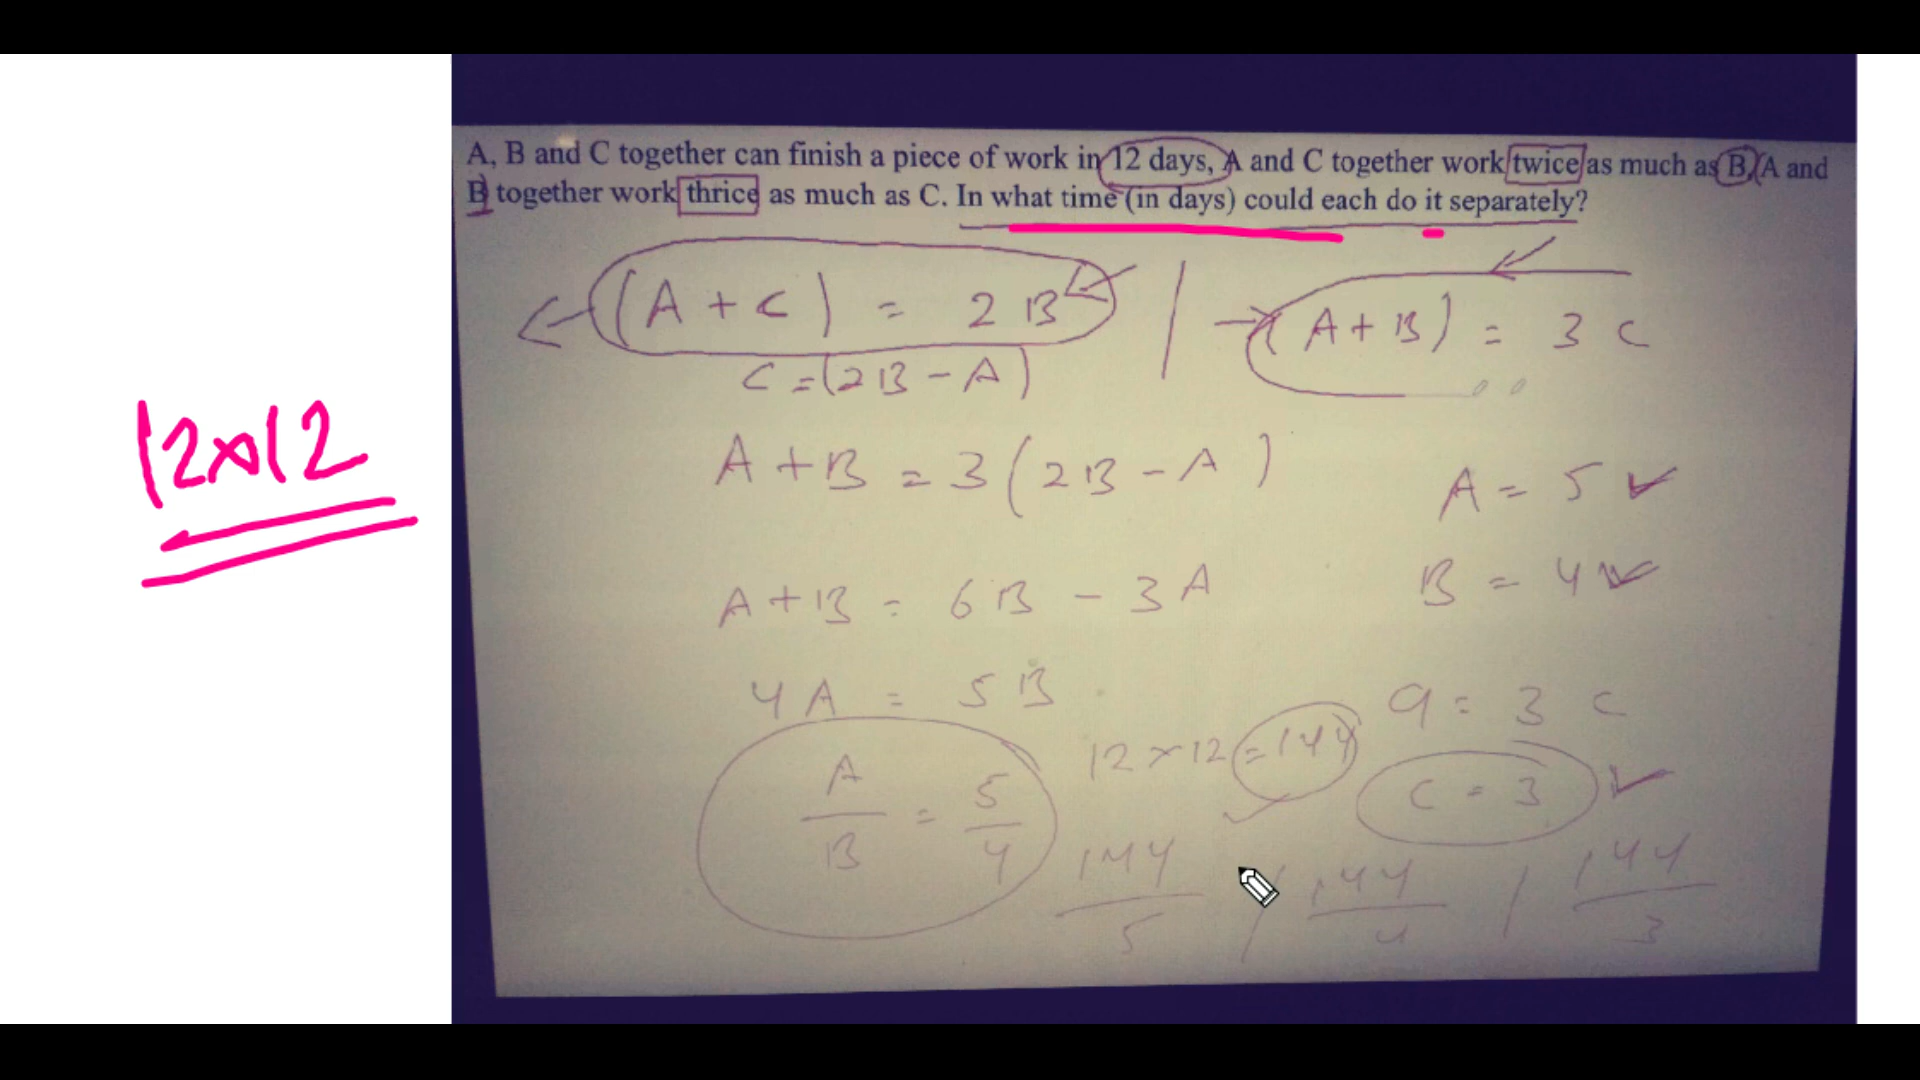 A, B and C together can finish a piece of work in 12 days, A and C together work twice as much as B, A and
B together work thrice as much as C. In what time (in days) could each do it separately?
(A + C) = 2B
(A + B) = 3C
C = (2B - A)
12×12
A + B = 3(2B - A)
A = 5
A + B = 6B - 3A
B = 4
4A = 5B
9 = 3C
12 × 12 = 144
A/B = 5/4
C = 3
144/5 / 144/4 / 144/3